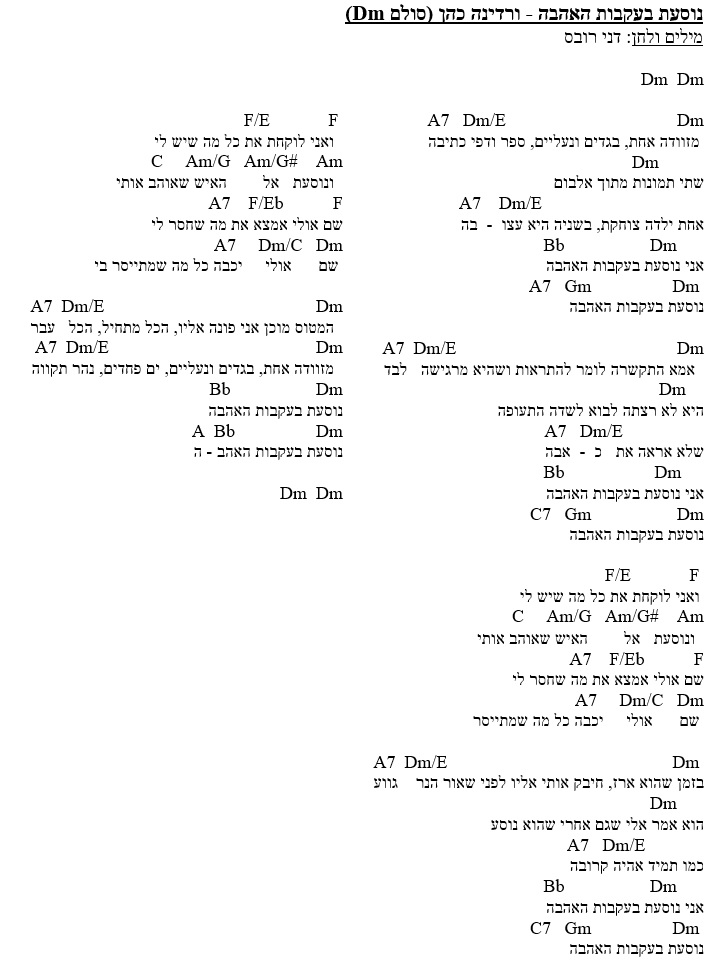 נוסעת בעקבות האהבה - ורדינה כהן (סולם Dm)
מילים ולחן: דני רובס
Dm  Dm
Dm A7   Dm/E
מזוודה אחת, בגדים ונעליים, ספר ודפי כתיבה
Dm
שתי תמונות מתוך אלבום
A7    Dm/E
אחת ילדה צוחקת, בשניה היא עצו - בה
Bb Dm
אני נוסעת בעקבות האהבה
A7   Gm Dm
נוסעת בעקבות האהבה
A7  Dm/E Dm
אמא התקשרה לומר להתראות ושהיא מרגישה לבד
Dm
היא לא רצתה לבוא לשדה התעופה
A7   Dm/E
שלא אראה את כ - אבה
Bb Dm
אני נוסעת בעקבות האהבה
C7   Gm Dm
נוסעת בעקבות האהבה
F/E F
ואני לוקחת את כל מה שיש לי
C Am/G   Am/G#    Am
ונוסעת אל האיש שאוהב אותי
A7    F/Eb F
שם אולי אמצא את מה שחסר לי
A7     Dm/C   Dm
שם אולי יכבה כל מה שמתייסר
A7  Dm/E Dm
בזמן שהוא ארז, חיבק אותי אליו לפני שאור הנר גווע
Dm
הוא אמר אלי שגם אחרי שהוא נוסע
A7   Dm/E
כמו תמיד אהיה קרובה
Bb Dm
אני נוסעת בעקבות האהבה
C7   Gm Dm
נוסעת בעקבות האהבה
F/E F
ואני לוקחת את כל מה שיש לי
C Am/G   Am/G#    Am
ונוסעת אל האיש שאוהב אותי
A7    F/Eb F
שם אולי אמצא את מה שחסר לי
A7     Dm/C   Dm
שם אולי יכבה כל מה שמתייסר בי
A7  Dm/E Dm
המטוס מוכן אני פונה אליו, הכל מתחיל, הכל עבר
A7  Dm/E Dm
מזוודה אחת, בגדים ונעליים, ים פחדים, נהר תקווה
Bb Dm
נוסעת בעקבות האהבה
A  Bb Dm
נוסעת בעקבות האהב - ה
Dm  Dm